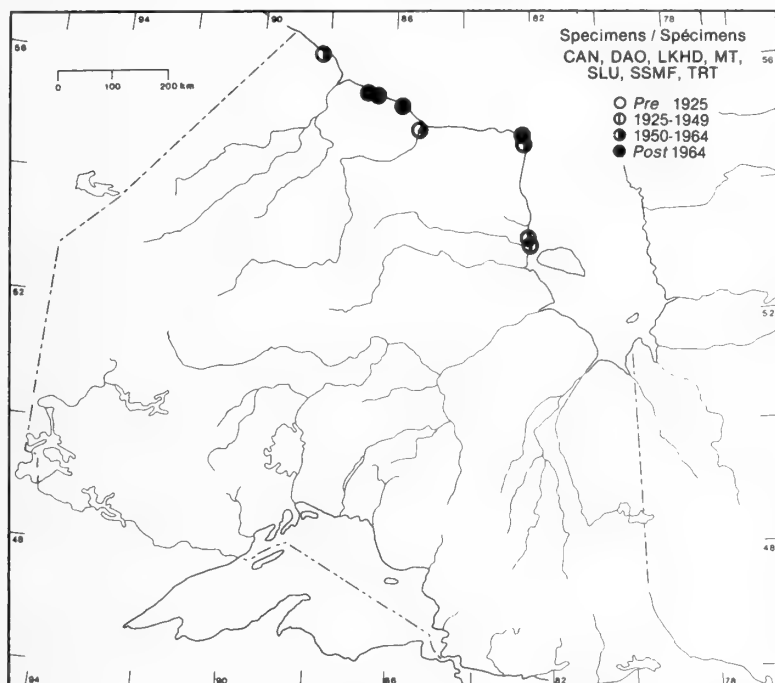 94 90 86 82 78
56 56
Specimens / Spécimens
CAN, DAO, LKHD, MT,
SLU, SSMF, TRT
0 100 200 km
Pre 1925
1925-1949
1950-1964
Post 1964
52 52
48 48
94 90 86 82 78